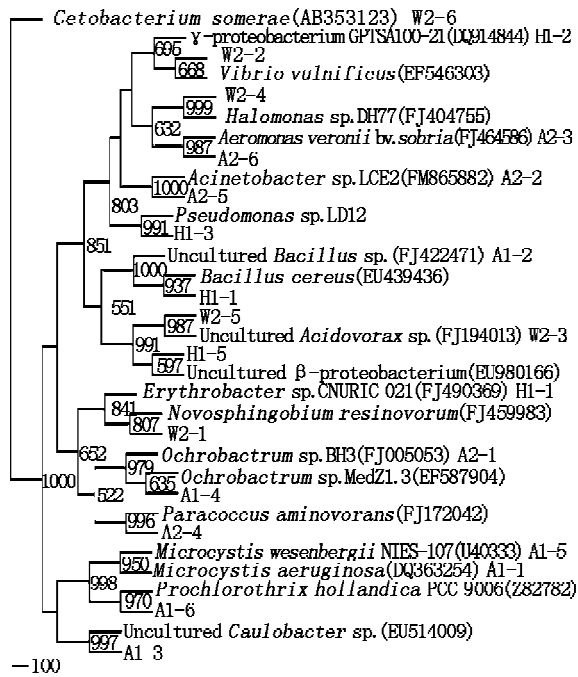 Cetobacterium somerae(AB353123) W2-6
γ-proteobacterium GPTSA100-21(DQ914844) H1-2
695
W2-2
668
Vibrio vulnificus(EF546303)
W2-4
999
Halomonas sp.DH77(FJ404755)
632
Aeromonas veronii bv.sobria(FJ464586) A2-3
987
A2-6
Acinetobacter sp.LCE2(FM865882) A2-2
1000
A2-5
803
Pseudomonas sp.LD12
991
H1-3
851
Uncultured Bacillus sp.(FJ422471) A1-2
1000
Bacillus cereus(EU439436)
937
H1-1
551
W2-5
987
Uncultured Acidovorax sp.(FJ194013) W2-3
991
H1-5
597
Uncultured β-proteobacterium(EU980166)
Erythrobacter sp.CNURIC 021(FJ490369) H1-1
841
Novosphingobium resinovorum(FJ459983)
807
W2-1
652
Ochrobactrum sp.BH3(FJ005053) A2-1
979
Ochrobactrum sp.MedZ1.3(EF587904)
635
1000
522
A1-4
Paracoccus aminovorans(FJ172042)
996
A2-4
Microcystis wesenbergii NIES-107(U40333) A1-5
950
Microcystis aeruginosa(DQ363254) A1-1
998
Prochlorothrix hollandica PCC 9006(Z82782)
970
A1-6
Uncultured Caulobacter sp.(EU514009)
997
A1 3
—100